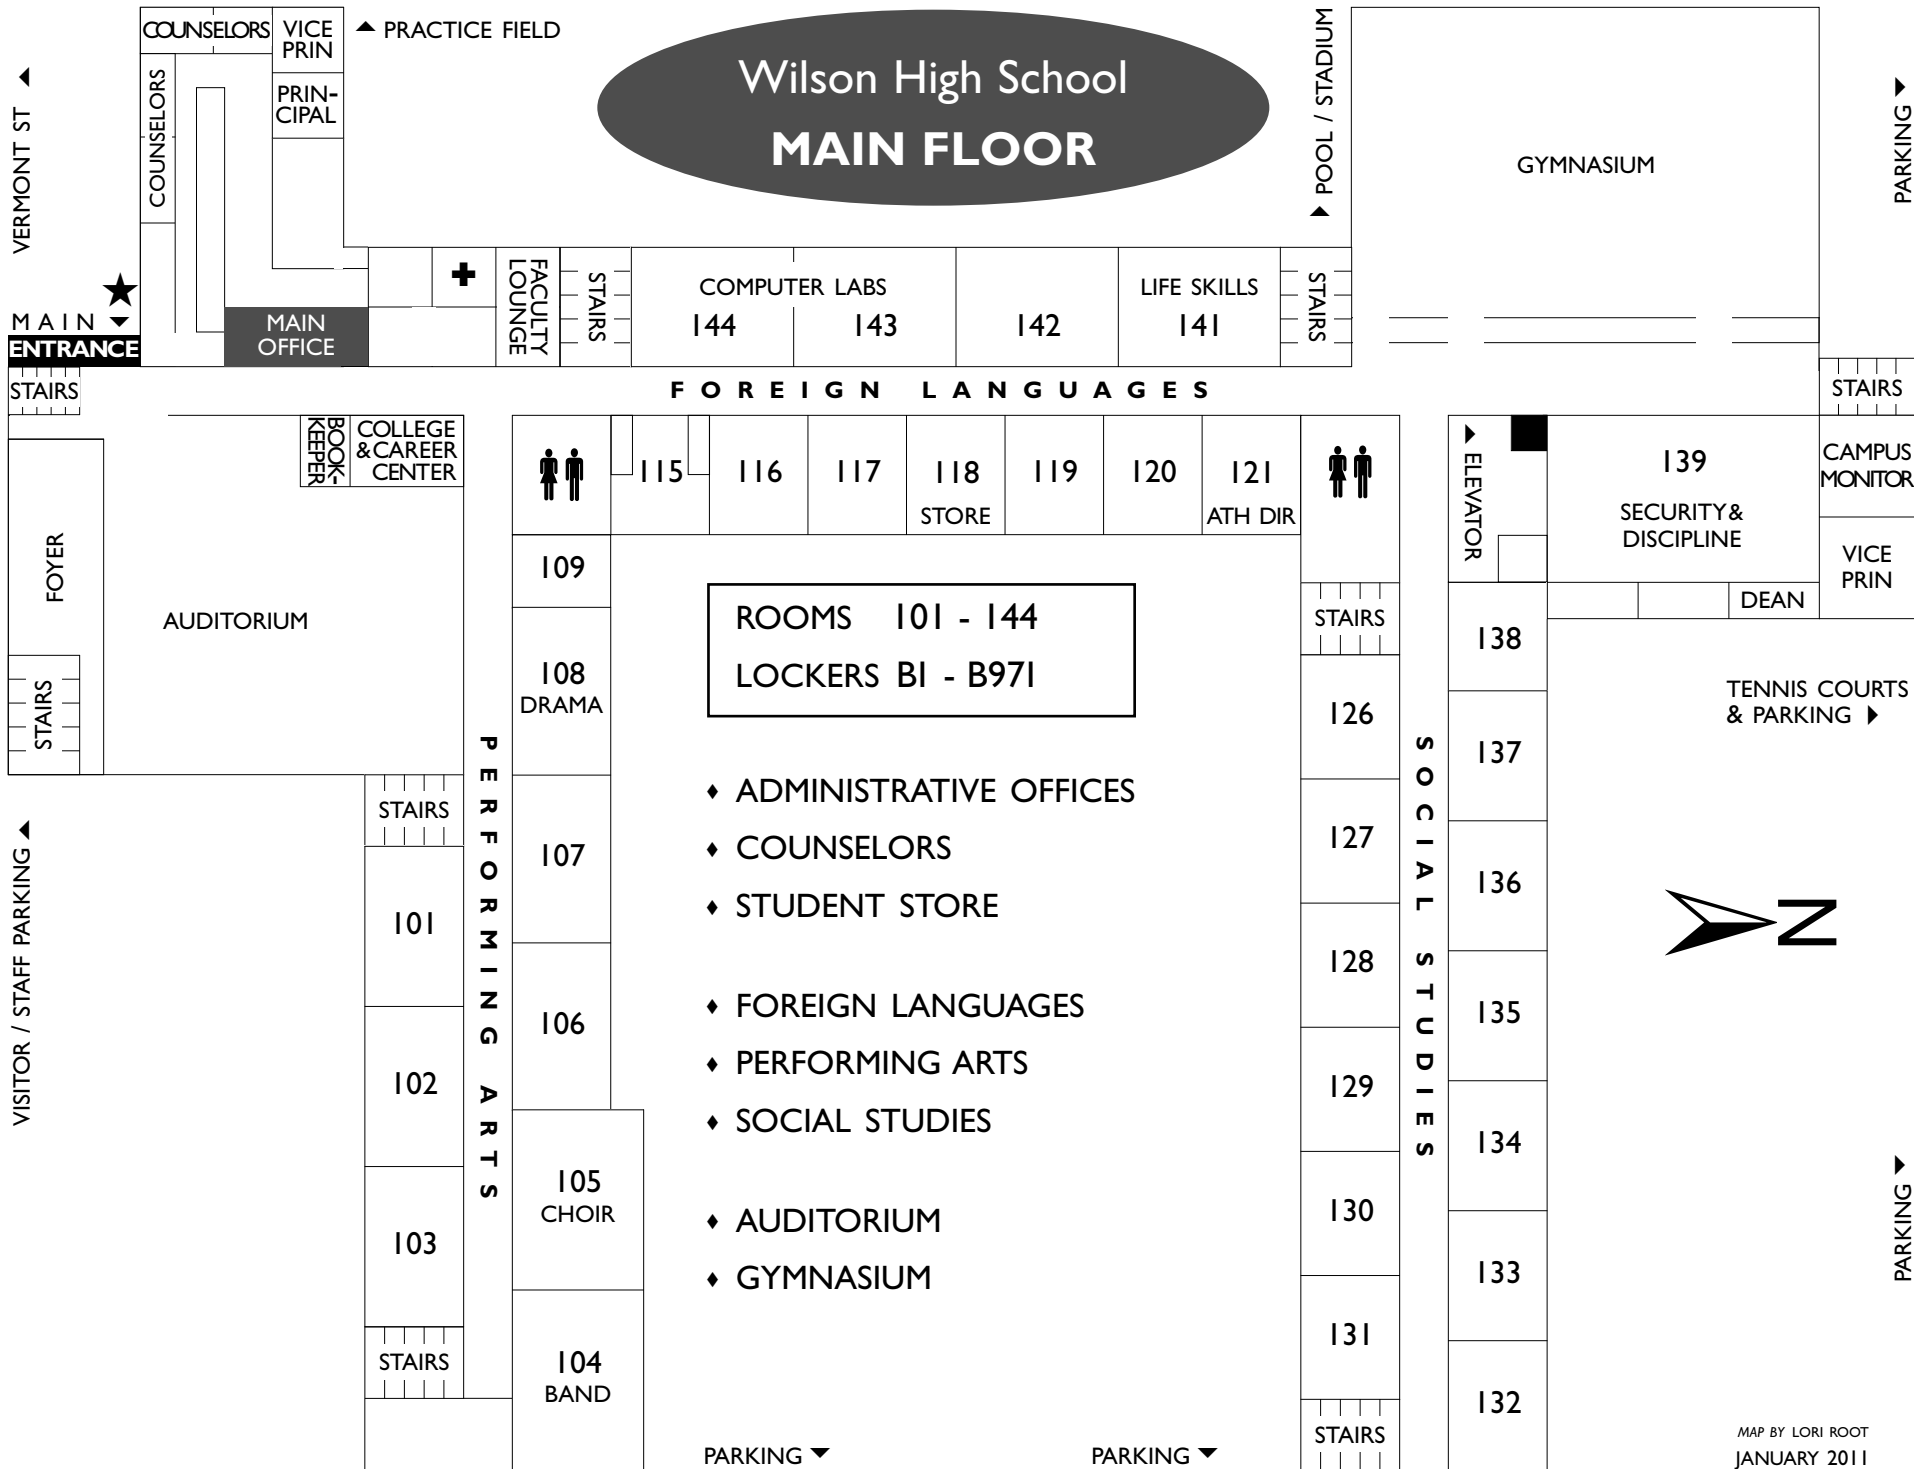 COUNSELORS
VICE
PRIN
PRACTICE FIELD
Wilson High School
MAIN FLOOR
POOL / STADIUM
VERMONT ST
COUNSELORS
PRIN-
CIPAL
GYMNASIUM
PARKING
MAIN
ENTRANCE
MAIN
OFFICE
FACULTY
LOUNGE
STAIRS
COMPUTER LABS
144
143
142
LIFE SKILLS
141
STAIRS
STAIRS
FOREIGN LANGUAGES
STAIRS
BOOK-
KEEPER
COLLEGE
&CAREER
CENTER
115
116
117
118
STORE
119
120
121
ATH DIR
ELEVATOR
139
SECURITY&
DISCIPLINE
CAMPUS
MONITOR
VICE
PRIN
DEAN
FOYER
AUDITORIUM
STAIRS
109
108
DRAMA
107
106
105
CHOIR
104
BAND
PERFORMING ARTS
STAIRS
101
102
103
STAIRS
VISITOR / STAFF PARKING
ROOMS 101 - 144
LOCKERS B1 - B971
♦ ADMINISTRATIVE OFFICES
♦ COUNSELORS
♦ STUDENT STORE
♦ FOREIGN LANGUAGES
♦ PERFORMING ARTS
♦ SOCIAL STUDIES
♦ AUDITORIUM
♦ GYMNASIUM
PARKING
PARKING
STAIRS
126
127
128
129
130
131
STAIRS
SOCIAL STUDIES
138
137
136
135
134
133
132
TENNIS COURTS
& PARKING
N
PARKING
MAP BY LORI ROOT
JANUARY 2011